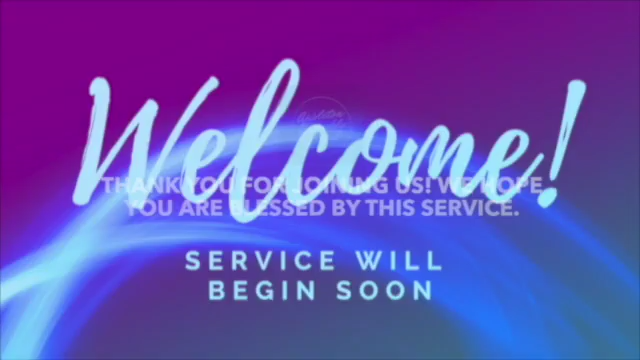 Welcome!
THANK YOU FOR JOINING US! WE HOPE
YOU ARE BLESSED BY THIS SERVICE.
SERVICE WILL
BEGIN SOON